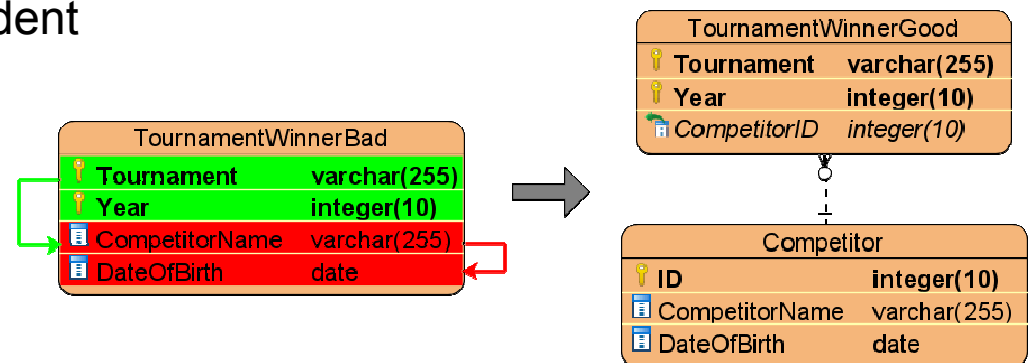 TournamentWinnerBad
Tournament varchar(255)
Year integer(10)
CompetitorName varchar(255)
DateOfBirth date
TournamentWinnerGood
Tournament varchar(255)
Year integer(10)
CompetitorID integer(10)
Competitor
ID integer(10)
CompetitorName varchar(255)
DateOfBirth date